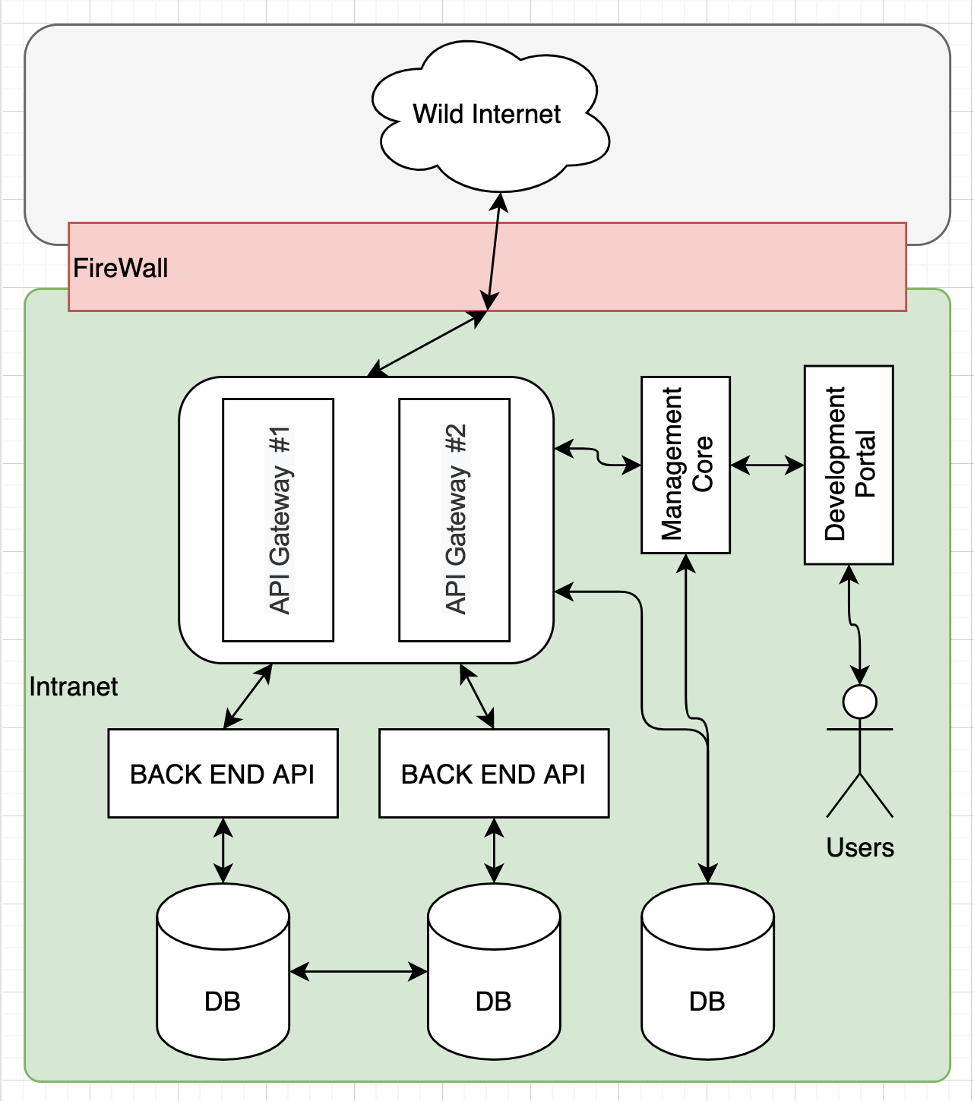 Wild Internet
FireWall
API Gateway  #1
API Gateway  #2
Management
Core
Development
Portal
Intranet
BACK END API
BACK END API
Users
DB
DB
DB